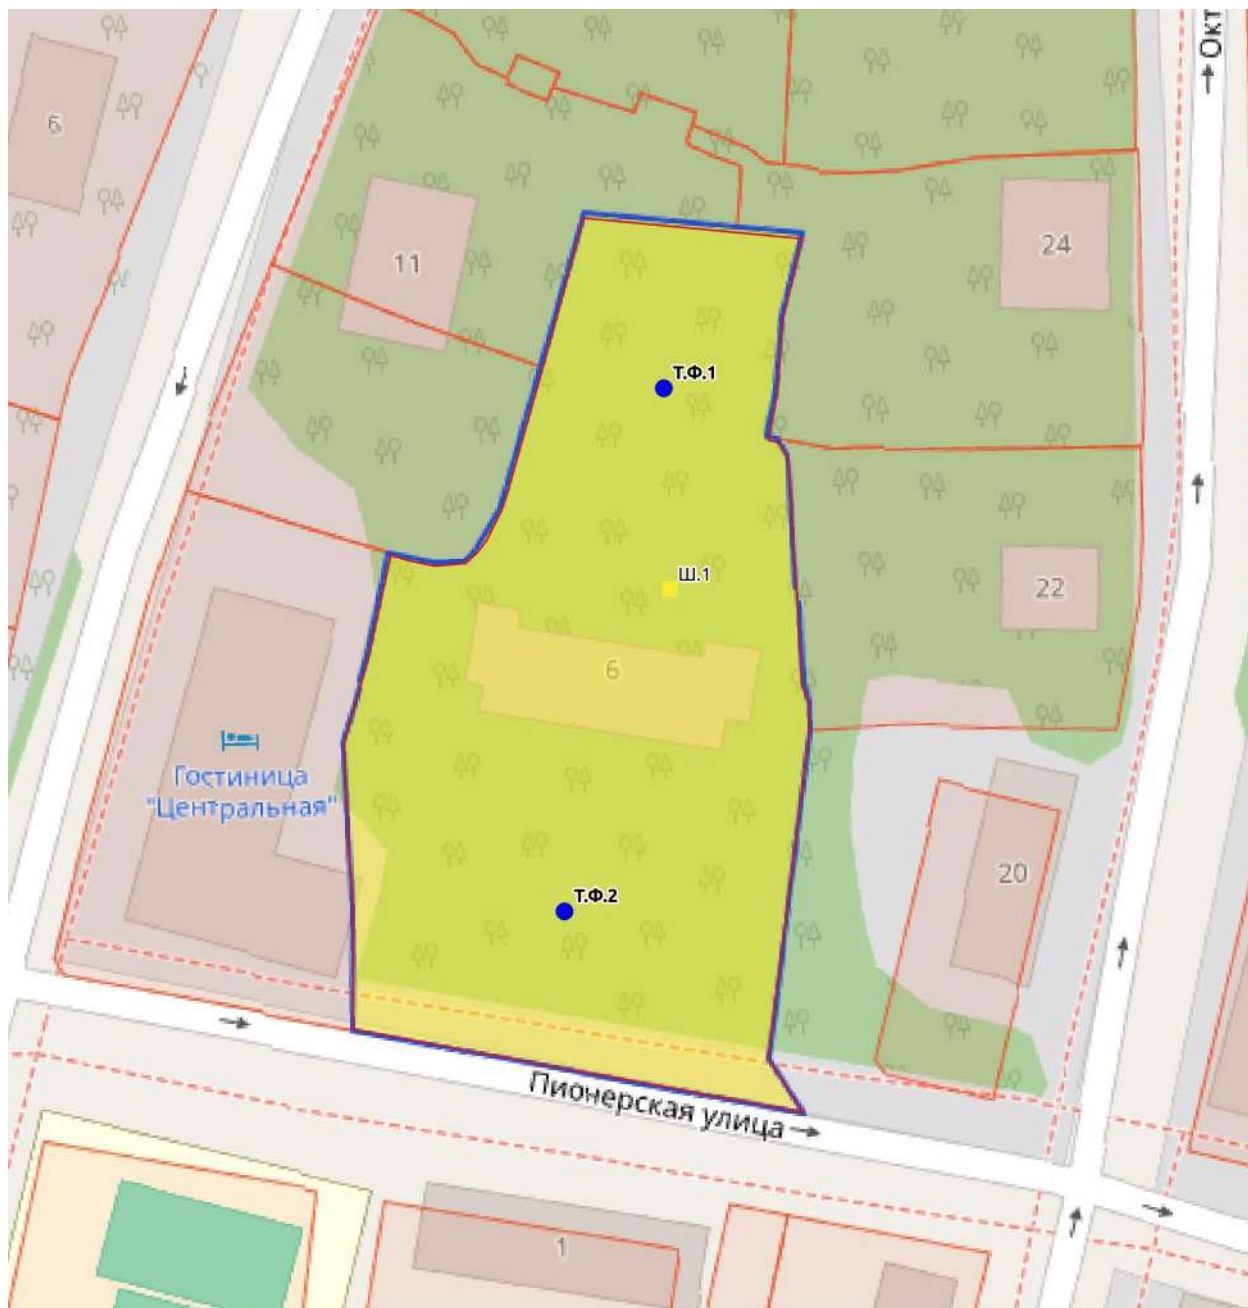 Окт
6
24
11
Т.Ф.1
Ш.1
22
6
Гостиница
"Центральная"
20
Т.Ф.2
Пионерская улица
1